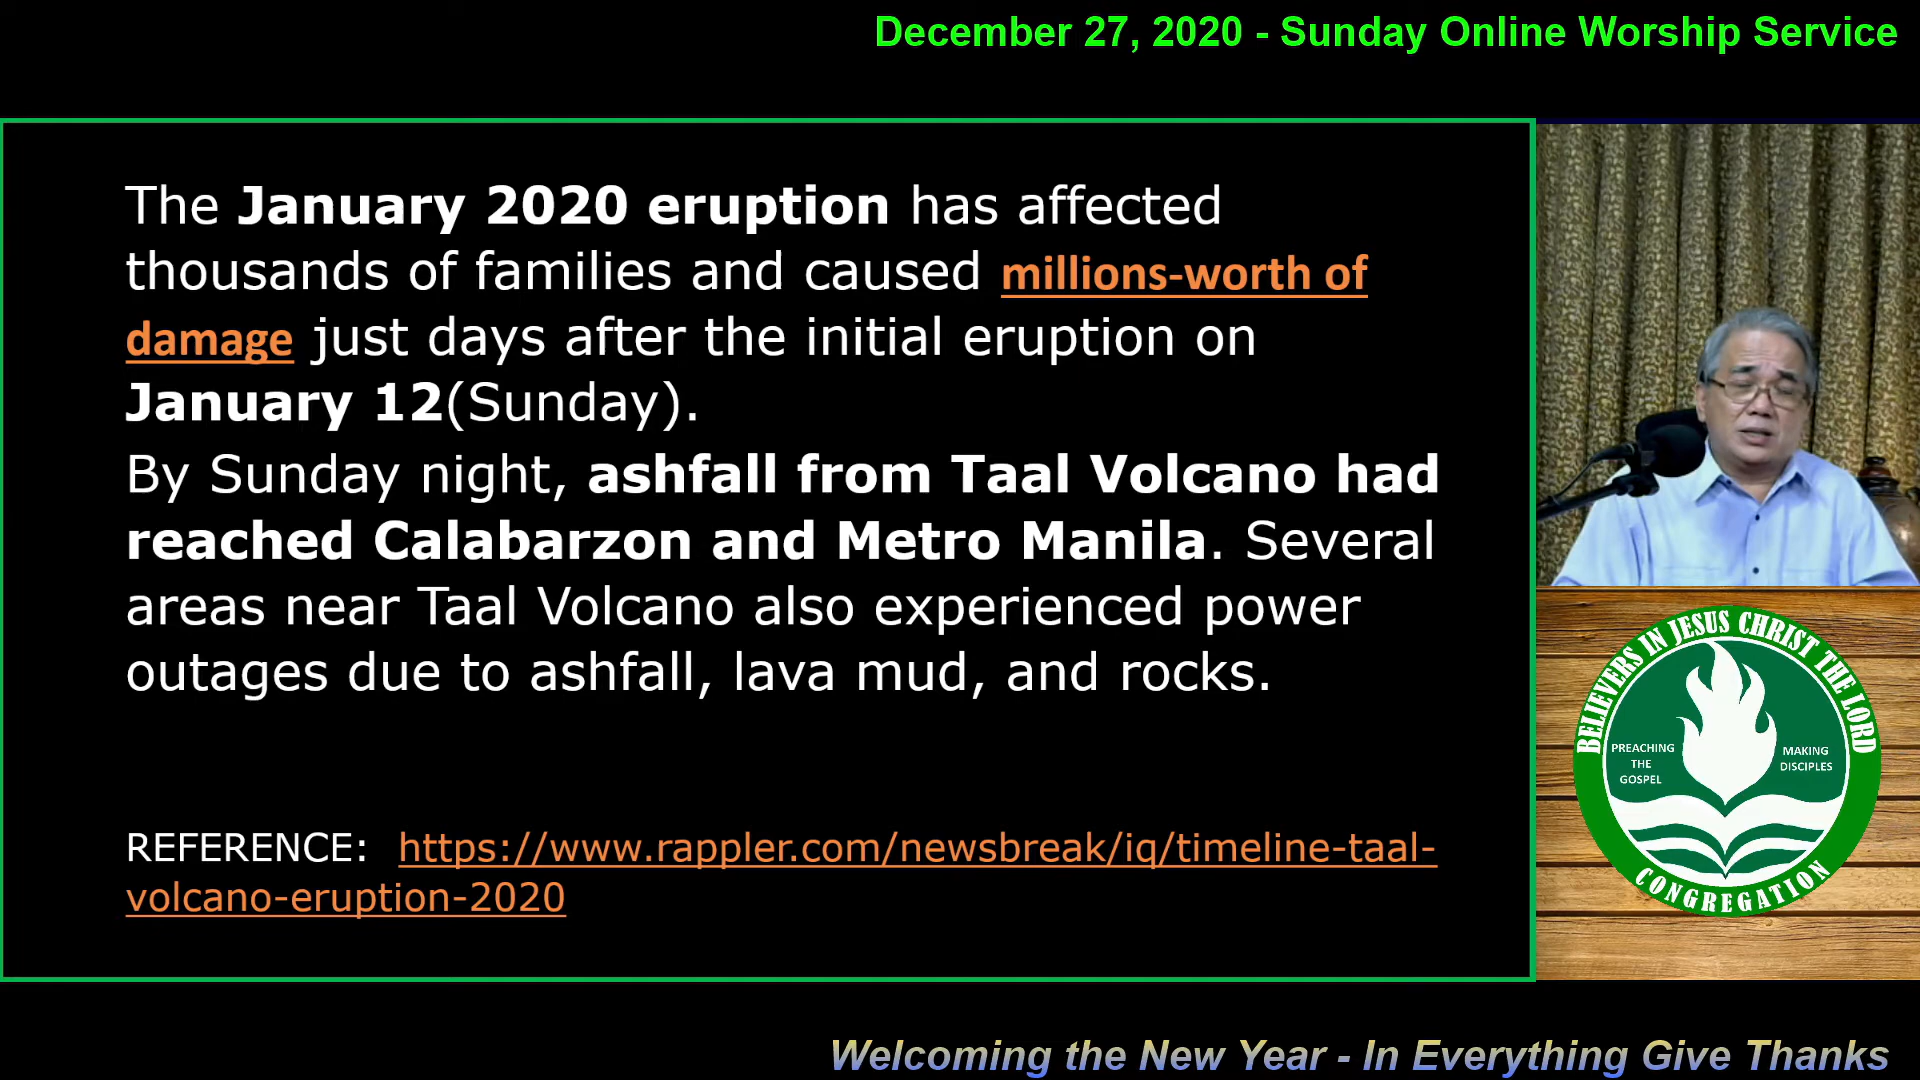 December 27, 2020 - Sunday Online Worship Service
The January 2020 eruption has affected
thousands of families and caused millions-worth of
damage just days after the initial eruption on
January 12(Sunday).
By Sunday night, ashfall from Taal Volcano had
reached Calabarzon and Metro Manila. Several
areas near Taal Volcano also experienced power
outages due to ashfall, lava mud, and rocks.
REFERENCE: https://www.rappler.com/newsbreak/iq/timeline-taal-
volcano-eruption-2020
BELIEVERS IN JESUS CHRIST THE LORD
PREACHING
THE
GOSPEL
MAKING
DISCIPLES
CONGREGATION
Welcoming the New Year - In Everything Give Thanks